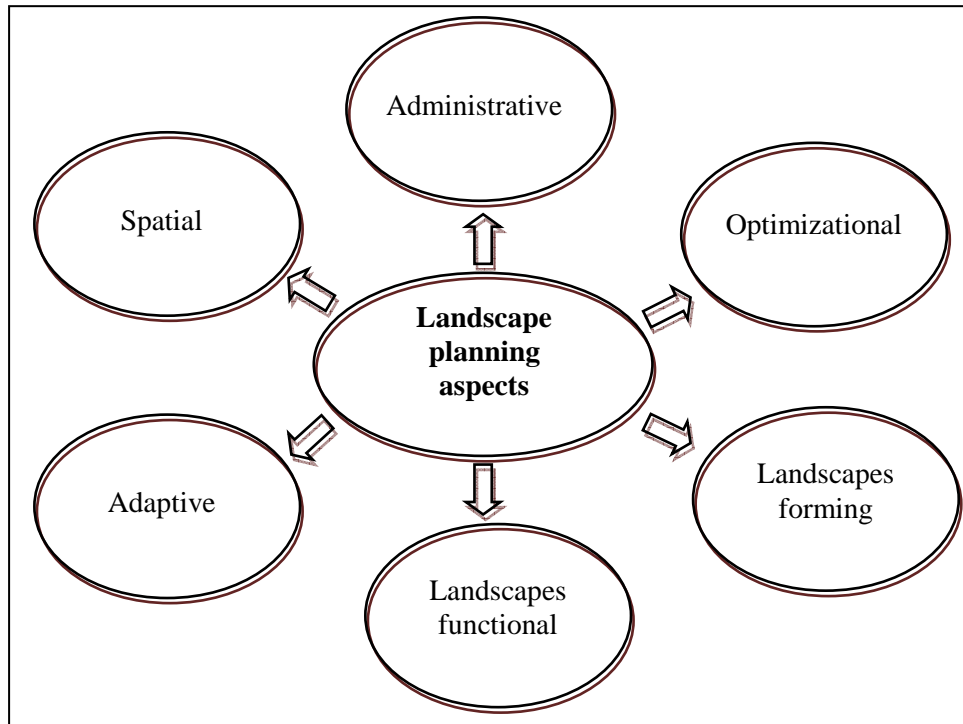 Administrative
Spatial
Optimizational
Landscape
planning
aspects
Adaptive
Landscapes
forming
Landscapes
functional